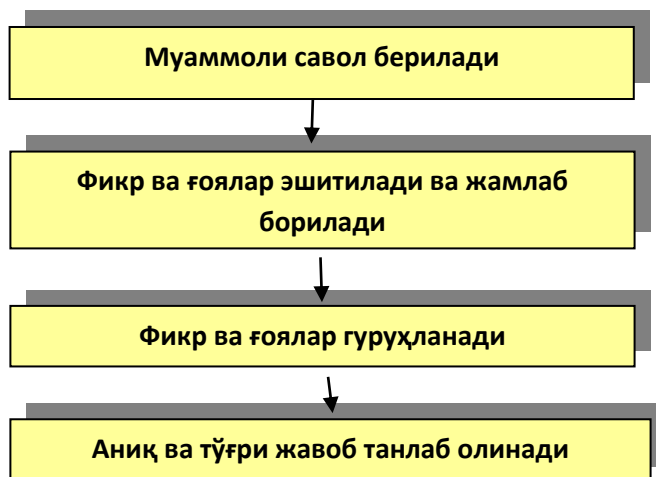 Муаммоли савол берилади
Фикр ва ғоялар эшитилади ва жамлаб
борилади
Фикр ва ғоялар гуруҳланади
Аниқ ва тўғри жавоб танлаб олинади